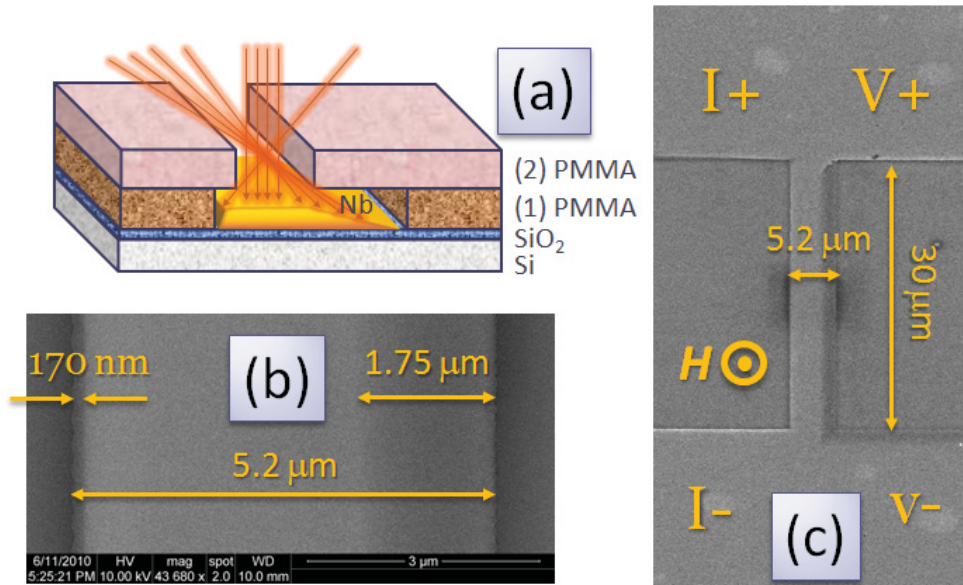 (a)
(2) PMMA
(1) PMMA
SiO2
Si
Nb
170 nm
(b)
1.75 μm
5.2 μm
6/11/2010 HV mag spot WD
5:25:21 PM 10.00 kV 43 680 x 2.0 10.0 mm
3 μm
I+ V+
5.2 μm
30 μm
H
I- V-
(c)